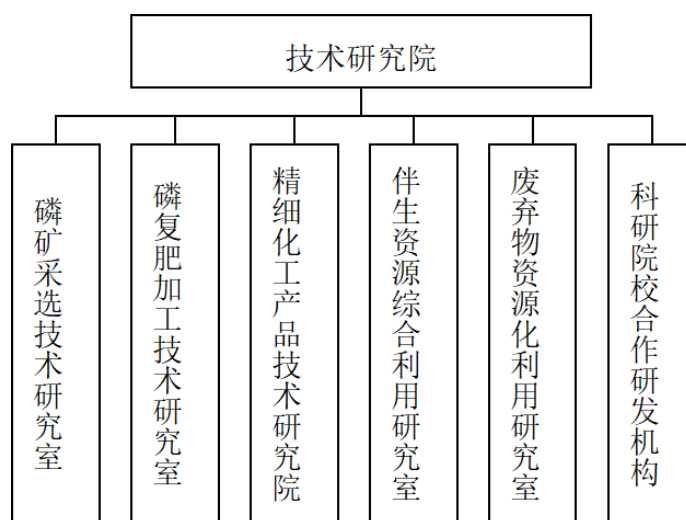 技术研究院
磷矿采选技术研究室
磷复肥加工技术研究室
精细化工产品技术研究院
伴生资源综合利用研究室
废弃物资源化利用研究室
科研院校合作研发机构